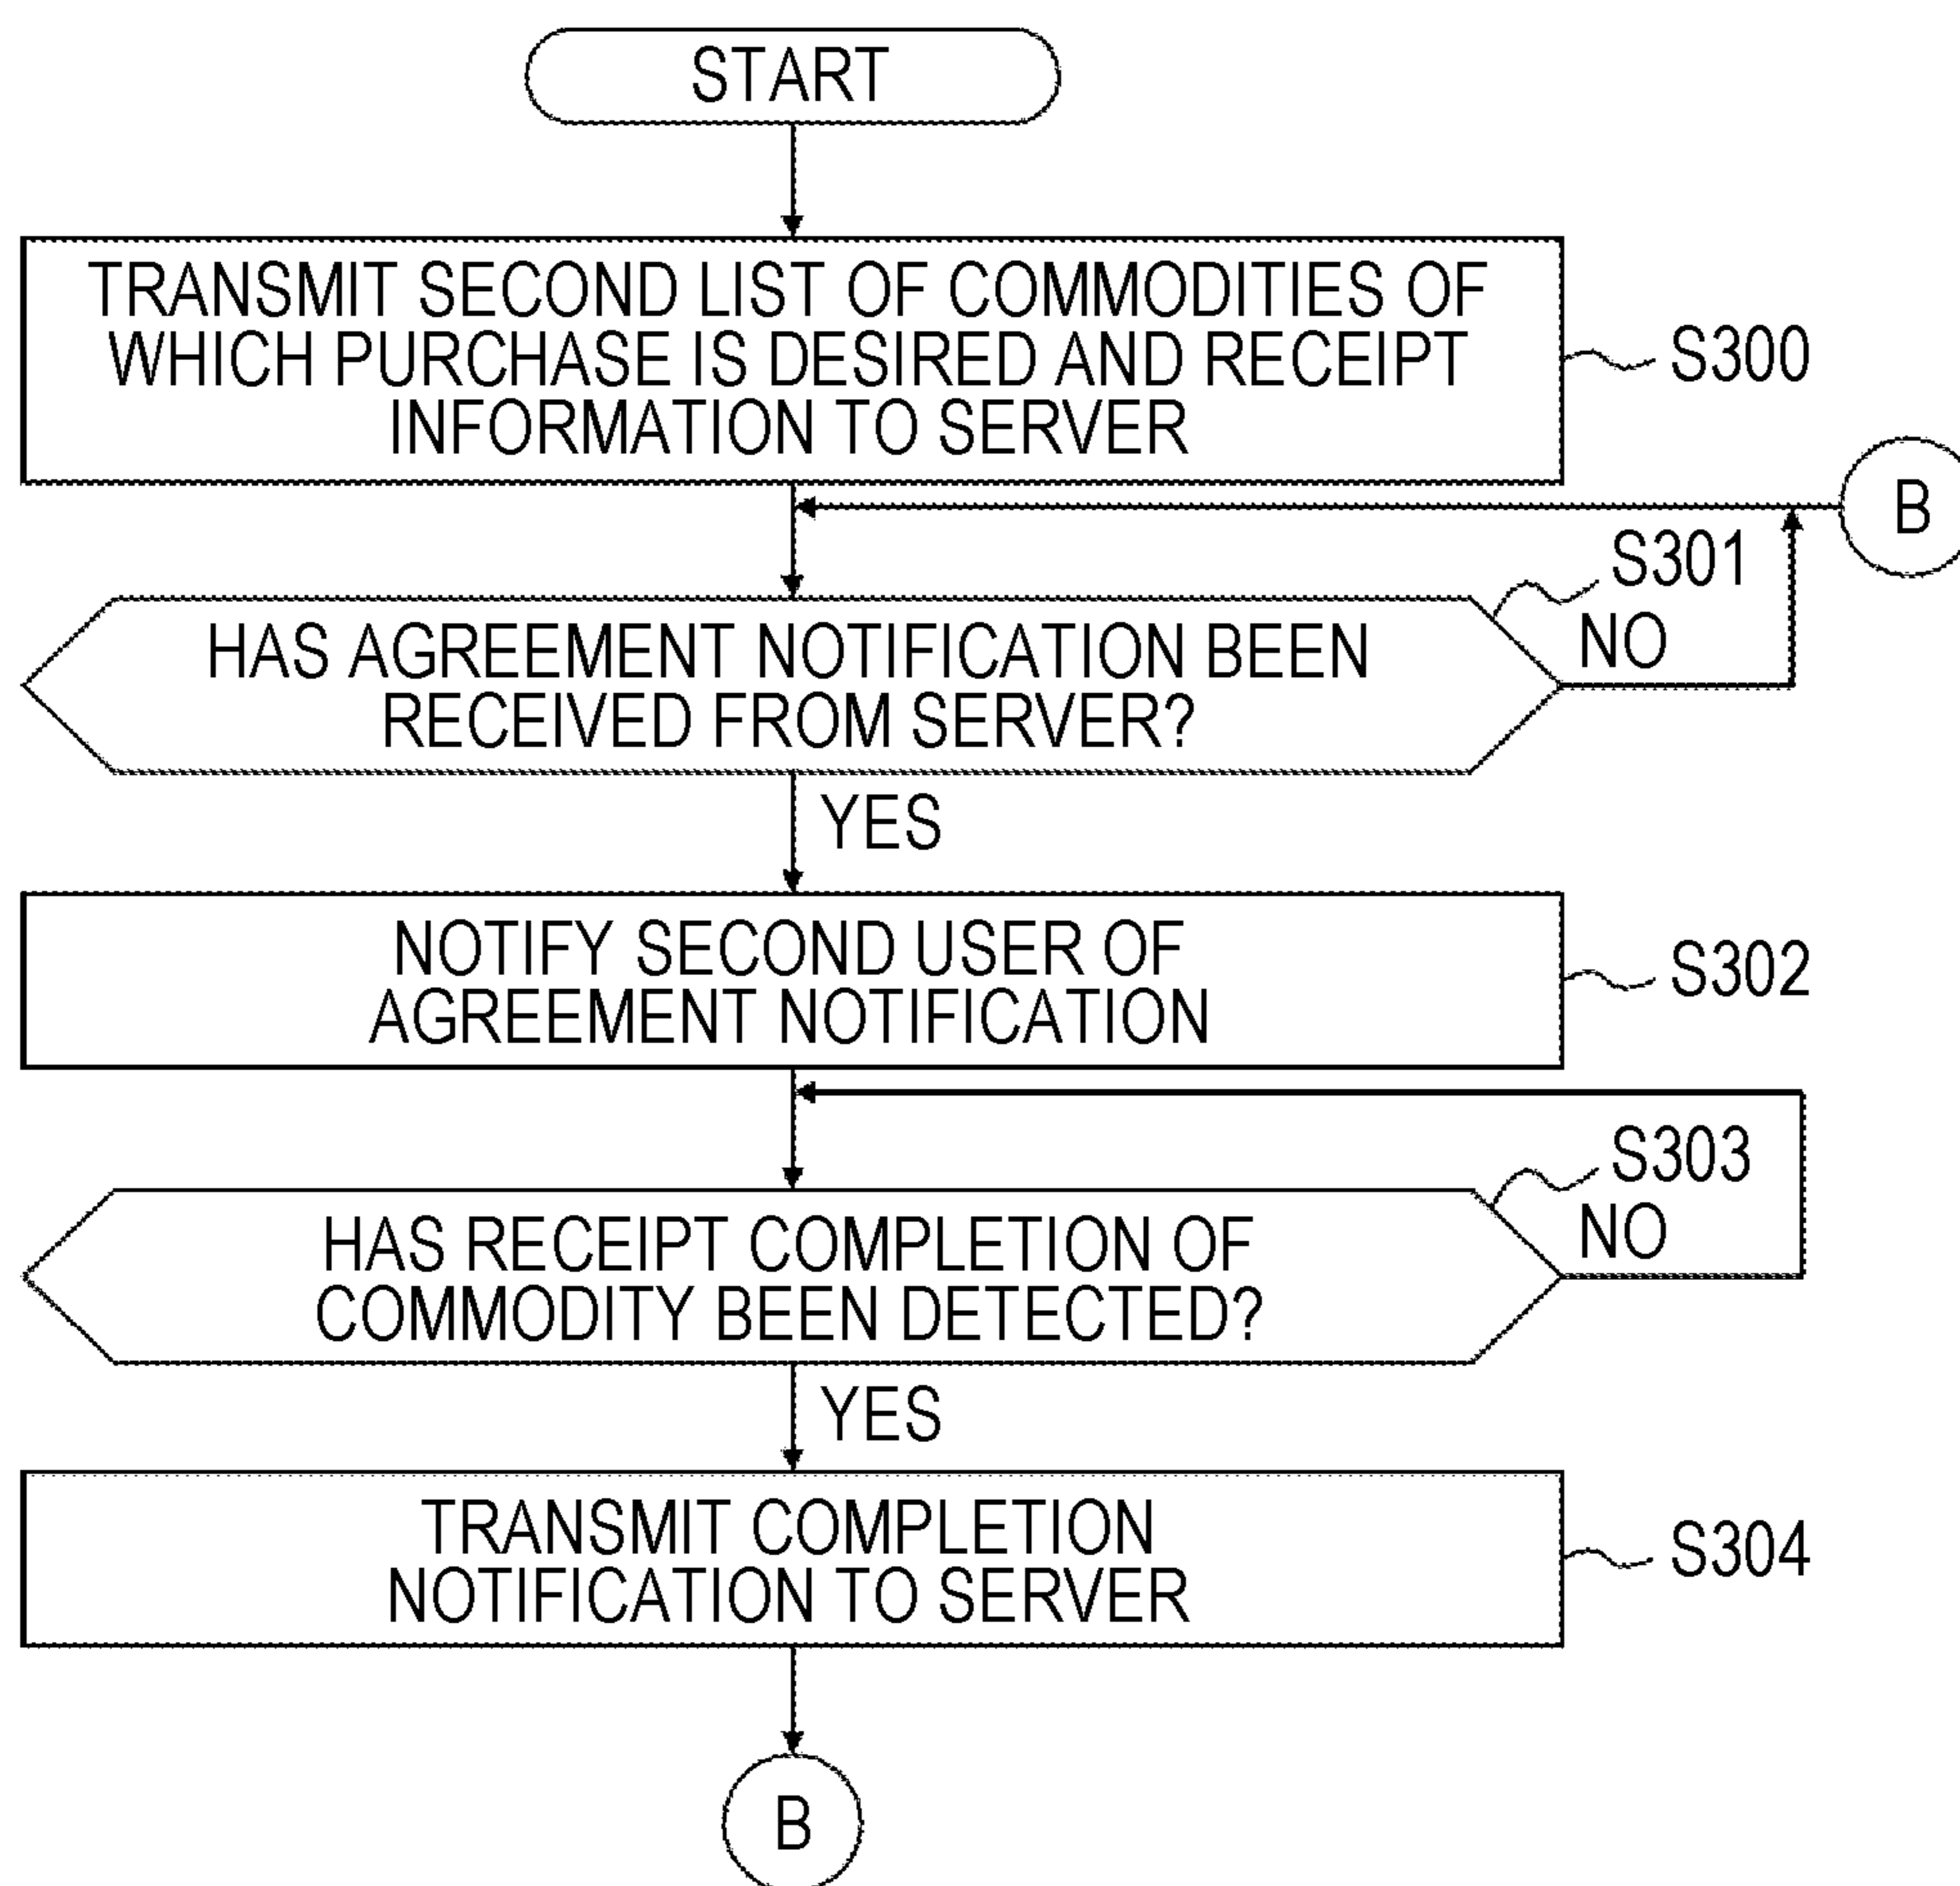 START
TRANSMIT SECOND LIST OF COMMODITIES OF
WHICH PURCHASE IS DESIRED AND RECEIPT
INFORMATION TO SERVER
S300
B
S301
NO
HAS AGREEMENT NOTIFICATION BEEN
RECEIVED FROM SERVER?
YES
NOTIFY SECOND USER OF
AGREEMENT NOTIFICATION
S302
S303
NO
HAS RECEIPT COMPLETION OF
COMMODITY BEEN DETECTED?
YES
TRANSMIT COMPLETION
NOTIFICATION TO SERVER
S304
B